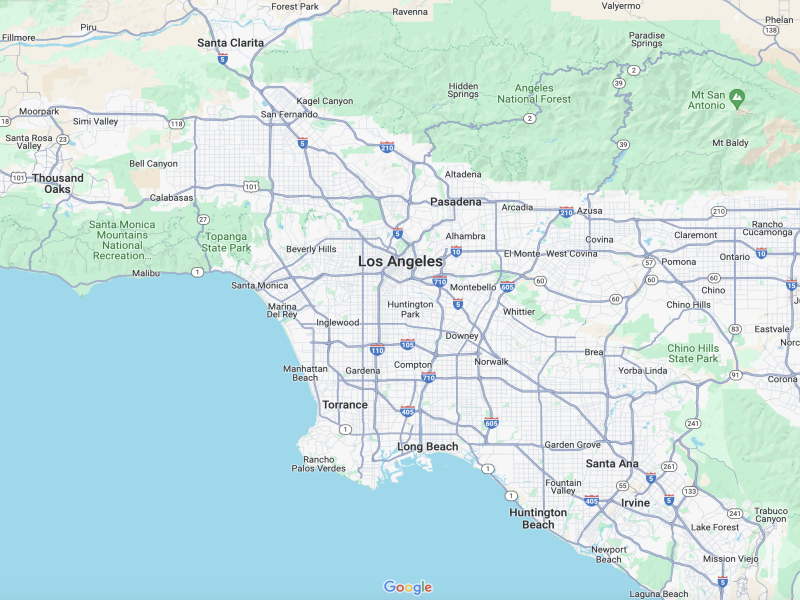 Forest Park
Ravenna
Valyermo
Phelan
Piru
138
Fillmore
Santa Clarita
Paradise
Springs
5
2
39
Hidden
Springs
Angeles
National Forest
Mt San
Antonio
Kagel Canyon
Moorpark
San Fernando
18
Simi Valley
118
2
Santa Rosa
Valley
23
5
210
39
Mt Baldy
Bell Canyon
Altadena
101
Thousand
Oaks
101
Calabasas
Pasadena
Arcadia
210
Azusa
210
27
Santa Monica
Mountains
National
Recreation...
Topanga
State Park
5
Alhambra
Covina
Claremont
Rancho
Cucamonga
Beverly Hills
10
El Monte
West Covina
57
Pomona
Ontario
10
Los Angeles
Malibu
1
Santa Monica
710
Montebello
605
60
60
Chino
15
Marina
Del Rey
Huntington
Park
5
Whittier
60
Chino Hills
Inglewood
Downey
83
Eastvale
105
110
Norc
Brea
Chino Hills
State Park
Manhattan
Beach
Gardena
Compton
Norwalk
Yorba Linda
710
91
Corona
Torrance
405
605
241
1
Long Beach
Garden Grove
Rancho
Palos Verdes
1
Santa Ana
261
5
Fountain
Valley
55
133
1
405
Irvine
5
Huntington
Beach
241
Trabuco
Canyon
Lake Forest
Newport
Beach
Mission Viejo
5
Google
Laguna Beach